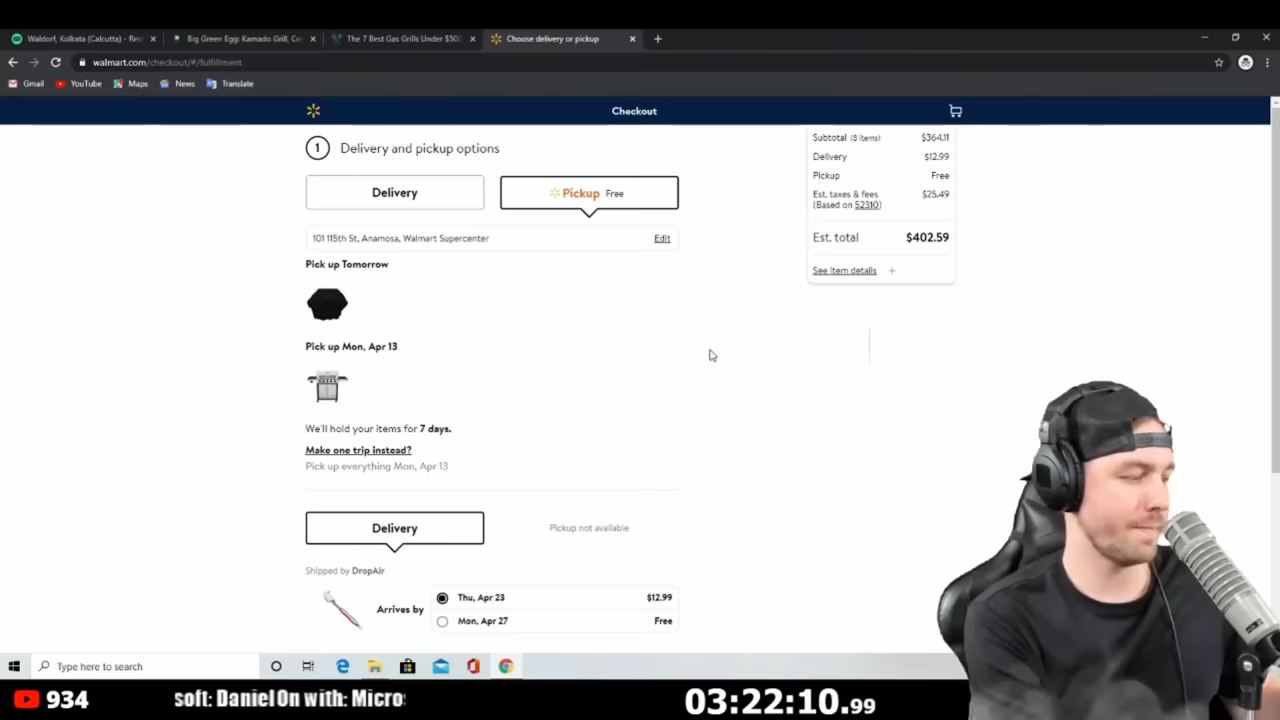 Waldorf, Kolkata (Calcutta) - Res
Big Green Egg: Kamado Grill, Ce
The 7 Best Gas Grills Under $500
Choose delivery or pickup
walmart.com/checkout/#/fulfillment
Gmail
YouTube
Maps
News
Translate
Checkout
1 Delivery and pickup options
Delivery
Pickup Free
101 115th St, Anamosa, Walmart Supercenter
Edit
Pick up Tomorrow
Pick up Mon, Apr 13
We'll hold your items for 7 days.
Make one trip instead?
Pick up everything Mon, Apr 13
Delivery
Pickup not available
Shipped by DropAir
Arrives by
Thu, Apr 23 $12.99
Mon, Apr 27 Free
Subtotal (3 items) $364.11
Delivery $12.99
Pickup Free
Est. taxes & fees $25.49
(Based on 52310)
Est. total $402.59
See item details +
Type here to search
934
soft: Daniel On with: Micros
03:22:10.99